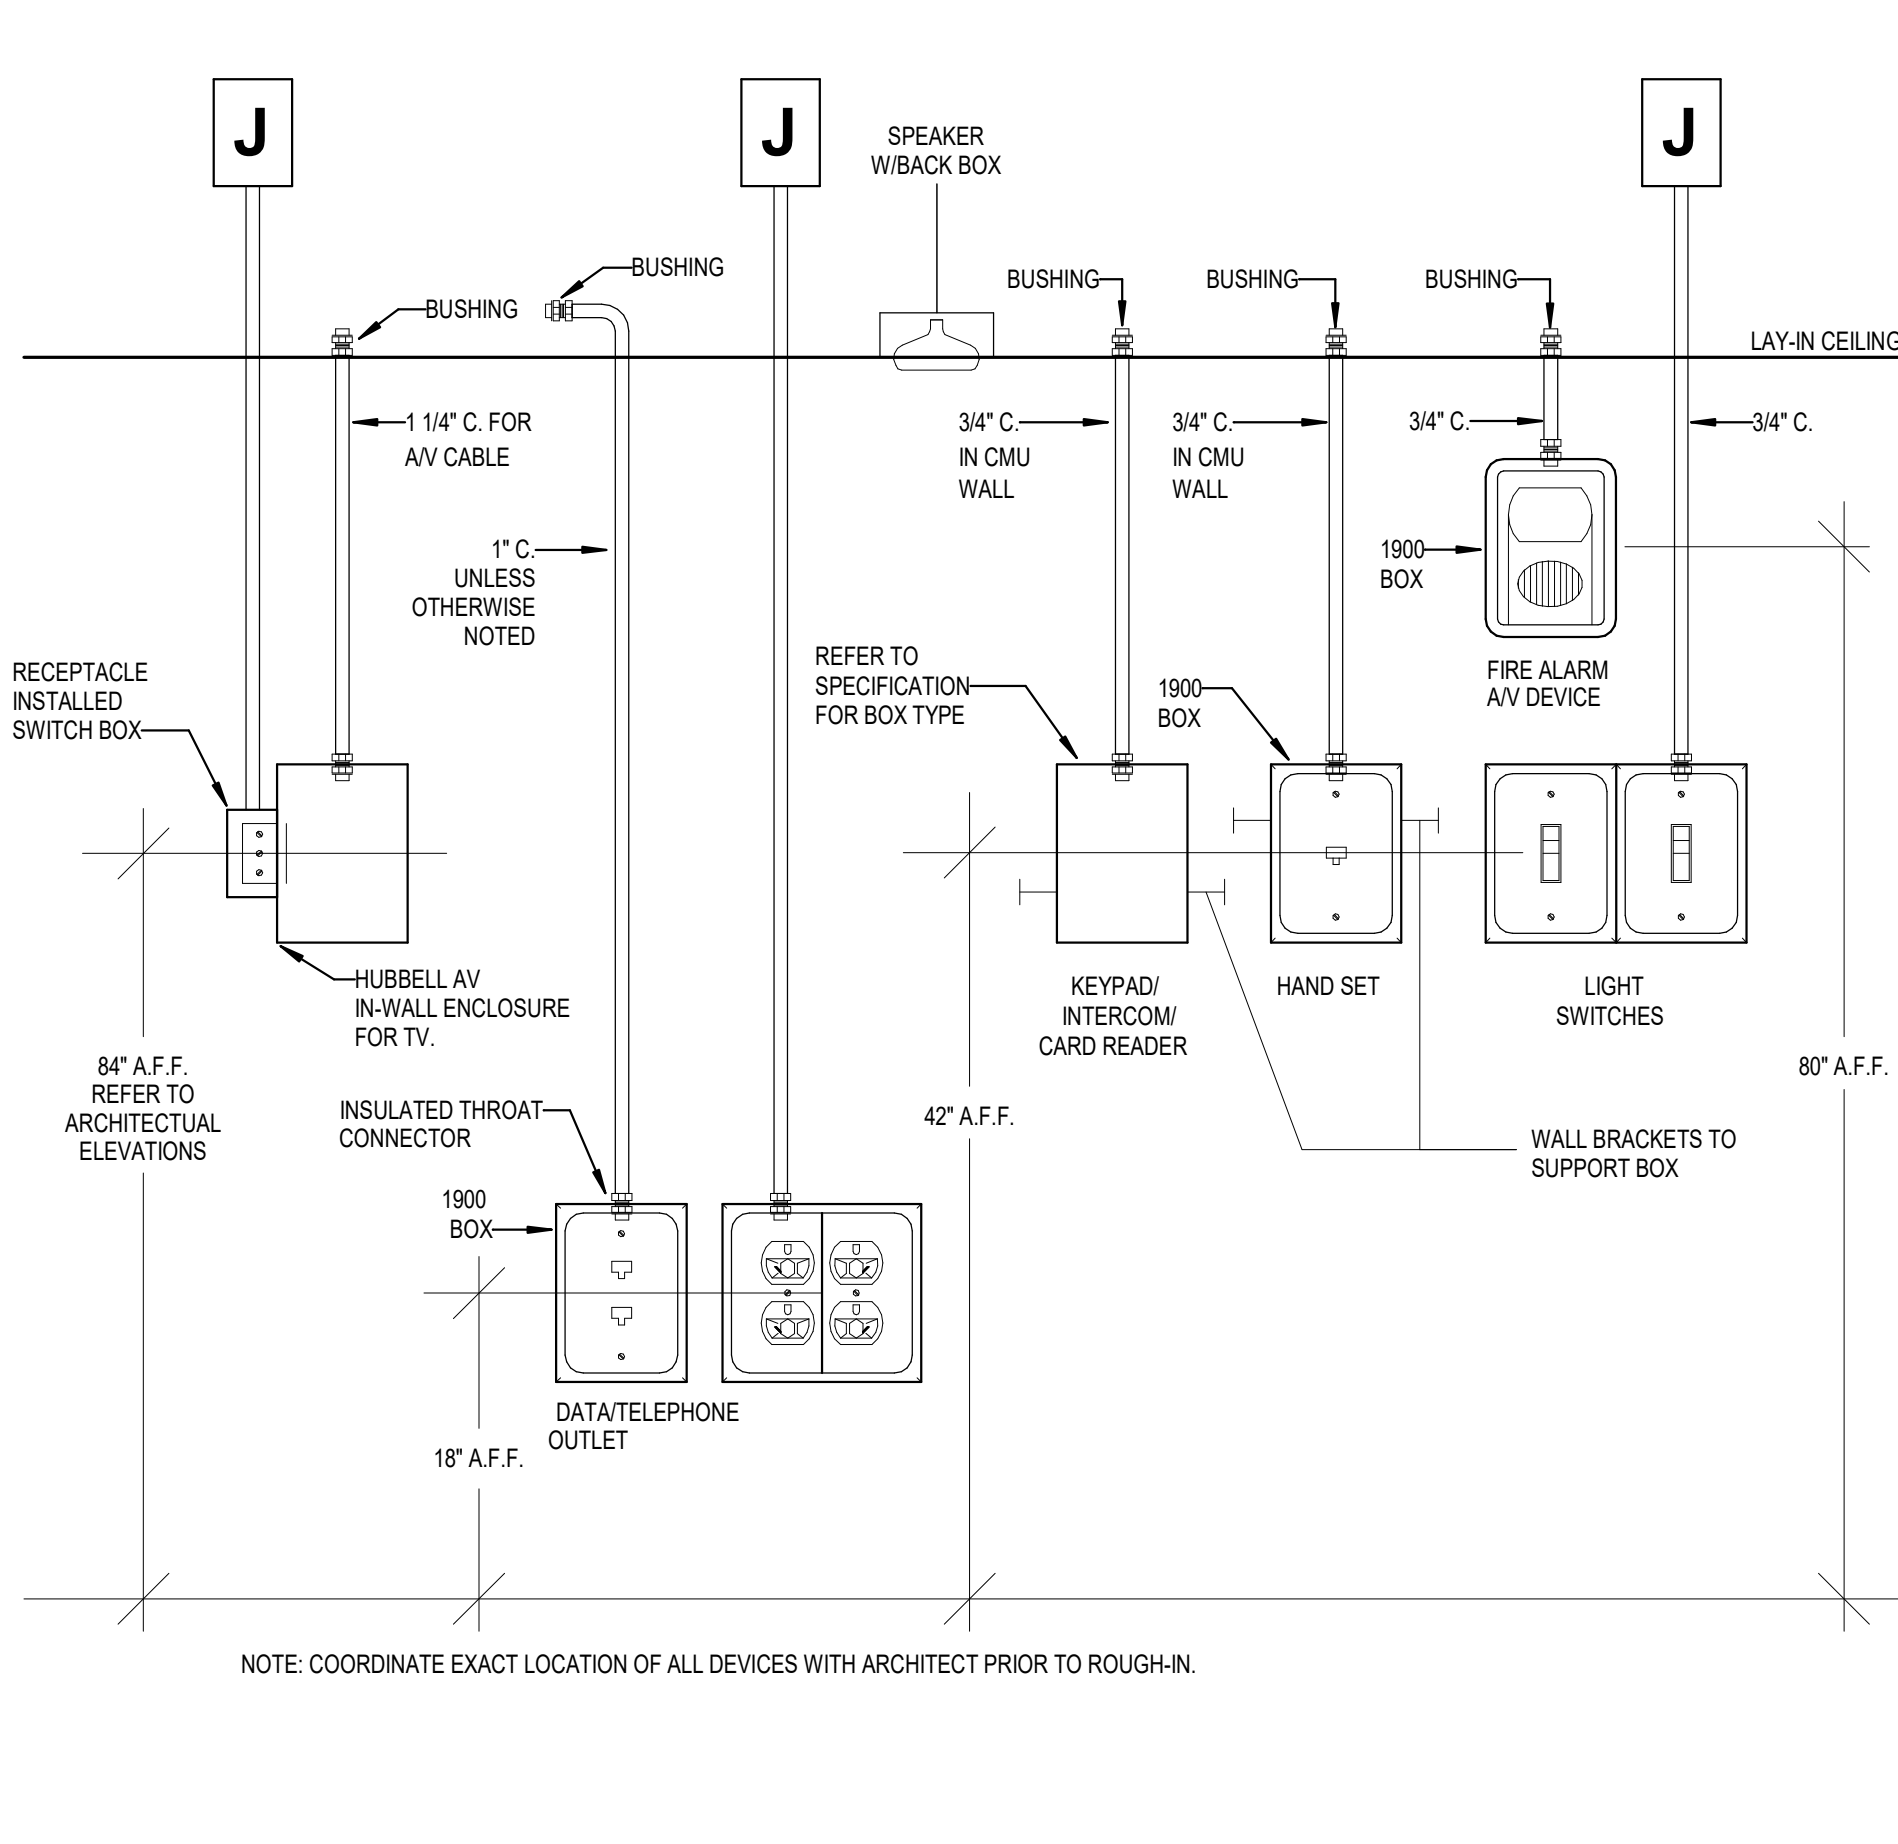 J
J
J
SPEAKER
W/BACK BOX
BUSHING
BUSHING
BUSHING
BUSHING
BUSHING
LAY-IN CEILING
1 1/4" C. FOR
A/V CABLE
3/4" C.
IN CMU
WALL
3/4" C.
IN CMU
WALL
3/4" C.
3/4" C.
1" C.
UNLESS
OTHERWISE
NOTED
1900
BOX
RECEPTACLE
INSTALLED
SWITCH BOX
REFER TO
SPECIFICATION
FOR BOX TYPE
1900
BOX
FIRE ALARM
A/V DEVICE
HUBBELL AV
IN-WALL ENCLOSURE
FOR TV.
KEYPAD/
INTERCOM/
CARD READER
HAND SET
LIGHT
SWITCHES
84" A.F.F.
REFER TO
ARCHITECTUAL
ELEVATIONS
80" A.F.F.
INSULATED THROAT
CONNECTOR
42" A.F.F.
WALL BRACKETS TO
SUPPORT BOX
1900
BOX
DATA/TELEPHONE
OUTLET
18" A.F.F.
NOTE: COORDINATE EXACT LOCATION OF ALL DEVICES WITH ARCHITECT PRIOR TO ROUGH-IN.